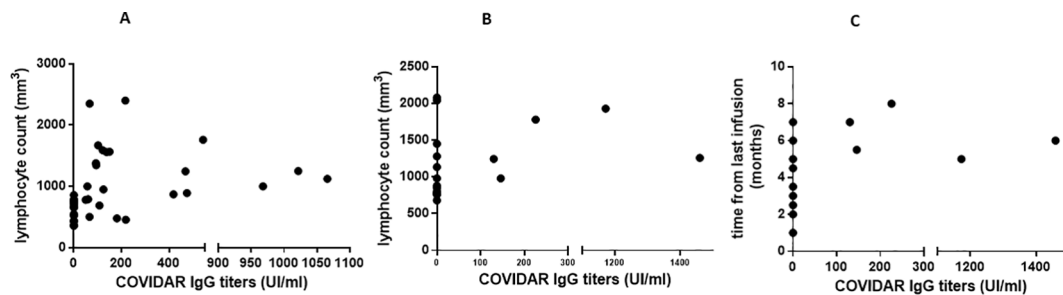 A
lymphocyte count (mm³)
3000
2000
1000
0
0 200 400 900 950 1000 1050 1100
COVIDAR IgG titers (UI/ml)
B
lymphocyte count (mm³)
2500
2000
1500
1000
500
0
0 100 200 300 1200 1400
COVIDAR IgG titers (UI/ml)
C
time from last infusion
(months)
10
8
6
4
2
0
0 100 200 300 1200 1400
COVIDAR IgG titers (UI/ml)